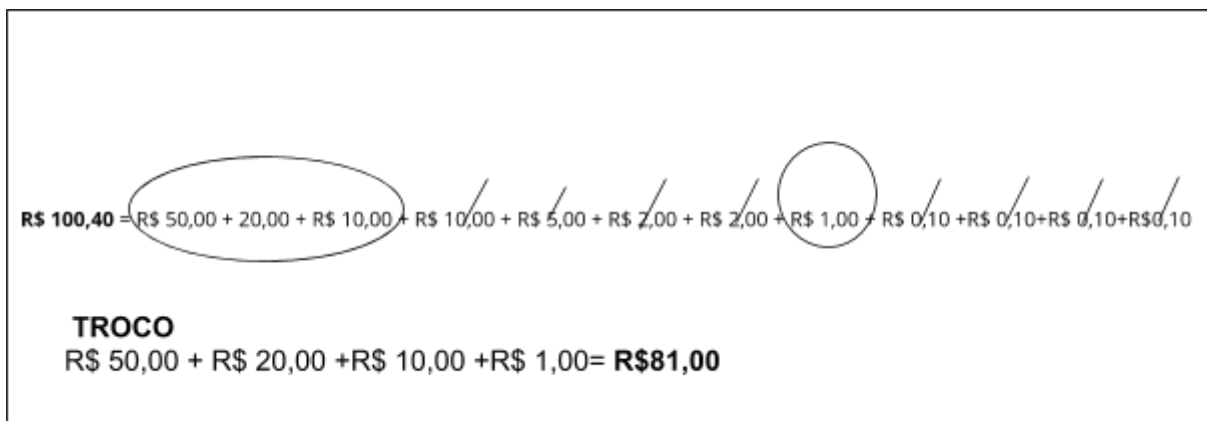 R$ 100,40 = R$ 50,00 + 20,00 + R$ 10,00 + R$ 10,00 + R$ 5,00 + R$ 2,00 + R$ 2,00 + R$ 1,00 + R$ 0,10 +R$ 0,10+R$ 0,10+R$0,10
TROCO
R$ 50,00 + R$ 20,00 +R$ 10,00 +R$ 1,00= R$81,00